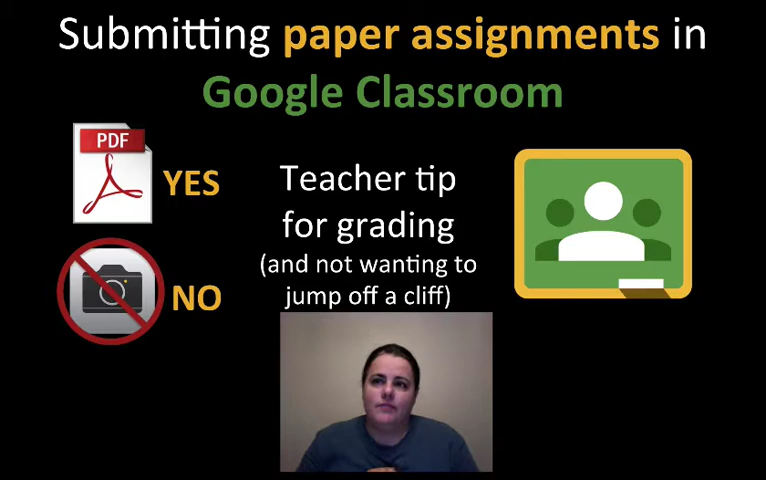 Submitting paper assignments in
Google Classroom
PDF
YES
NO
Teacher tip
for grading
(and not wanting to
jump off a cliff)